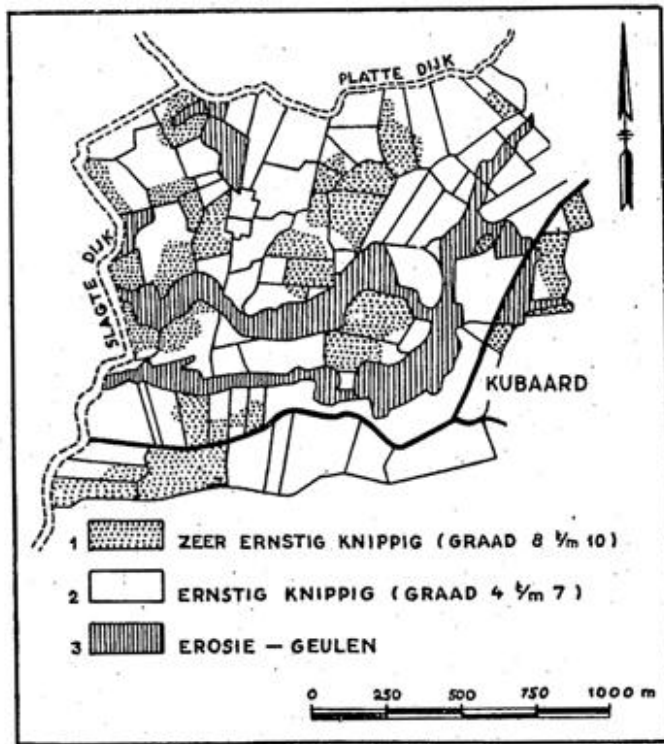 PLATTE DIJK
SLAGTE DIJK
KUBAARD
1 ZEER ERNSTIG KNIPPIG (GRAAD 8 t/m 10)
2 ERNSTIG KNIPPIG (GRAAD 4 t/m 7)
3 EROSIE — GEULEN
0 250 500 750 1000 m